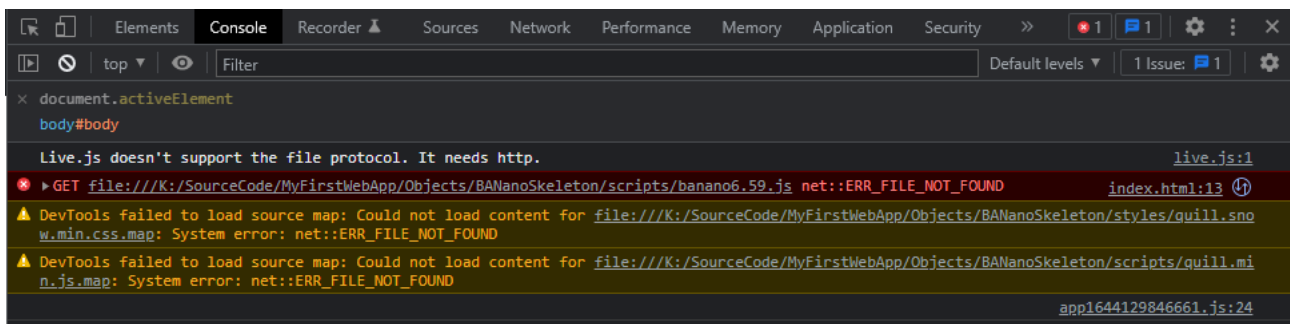 Elements Console Recorder Sources Network Performance Memory Application Security » 1 1
top ▼ Filter Default levels ▼ 1 Issue: 1
document.activeElement
body#body
Live.js doesn't support the file protocol. It needs http. live.js:1
GET file:///K:/SourceCode/MyFirstWebApp/Objects/BANanoSkeleton/scripts/banano6.59.js net::ERR_FILE_NOT_FOUND index.html:13
DevTools failed to load source map: Could not load content for file:///K:/SourceCode/MyFirstWebApp/Objects/BANanoSkeleton/styles/quill.sno
w.min.css.map: System error: net::ERR_FILE_NOT_FOUND
DevTools failed to load source map: Could not load content for file:///K:/SourceCode/MyFirstWebApp/Objects/BANanoSkeleton/scripts/quill.mi
n.js.map: System error: net::ERR_FILE_NOT_FOUND
app1644129846661.js:24